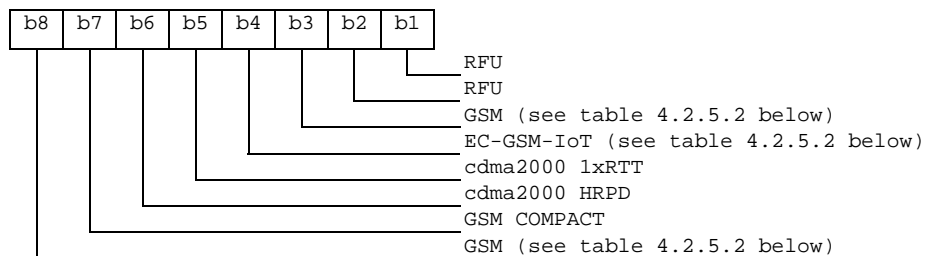 b8 b7 b6 b5 b4 b3 b2 b1
RFU
RFU
GSM (see table 4.2.5.2 below)
EC-GSM-IoT (see table 4.2.5.2 below)
cdma2000 1xRTT
cdma2000 HRPD
GSM COMPACT
GSM (see table 4.2.5.2 below)